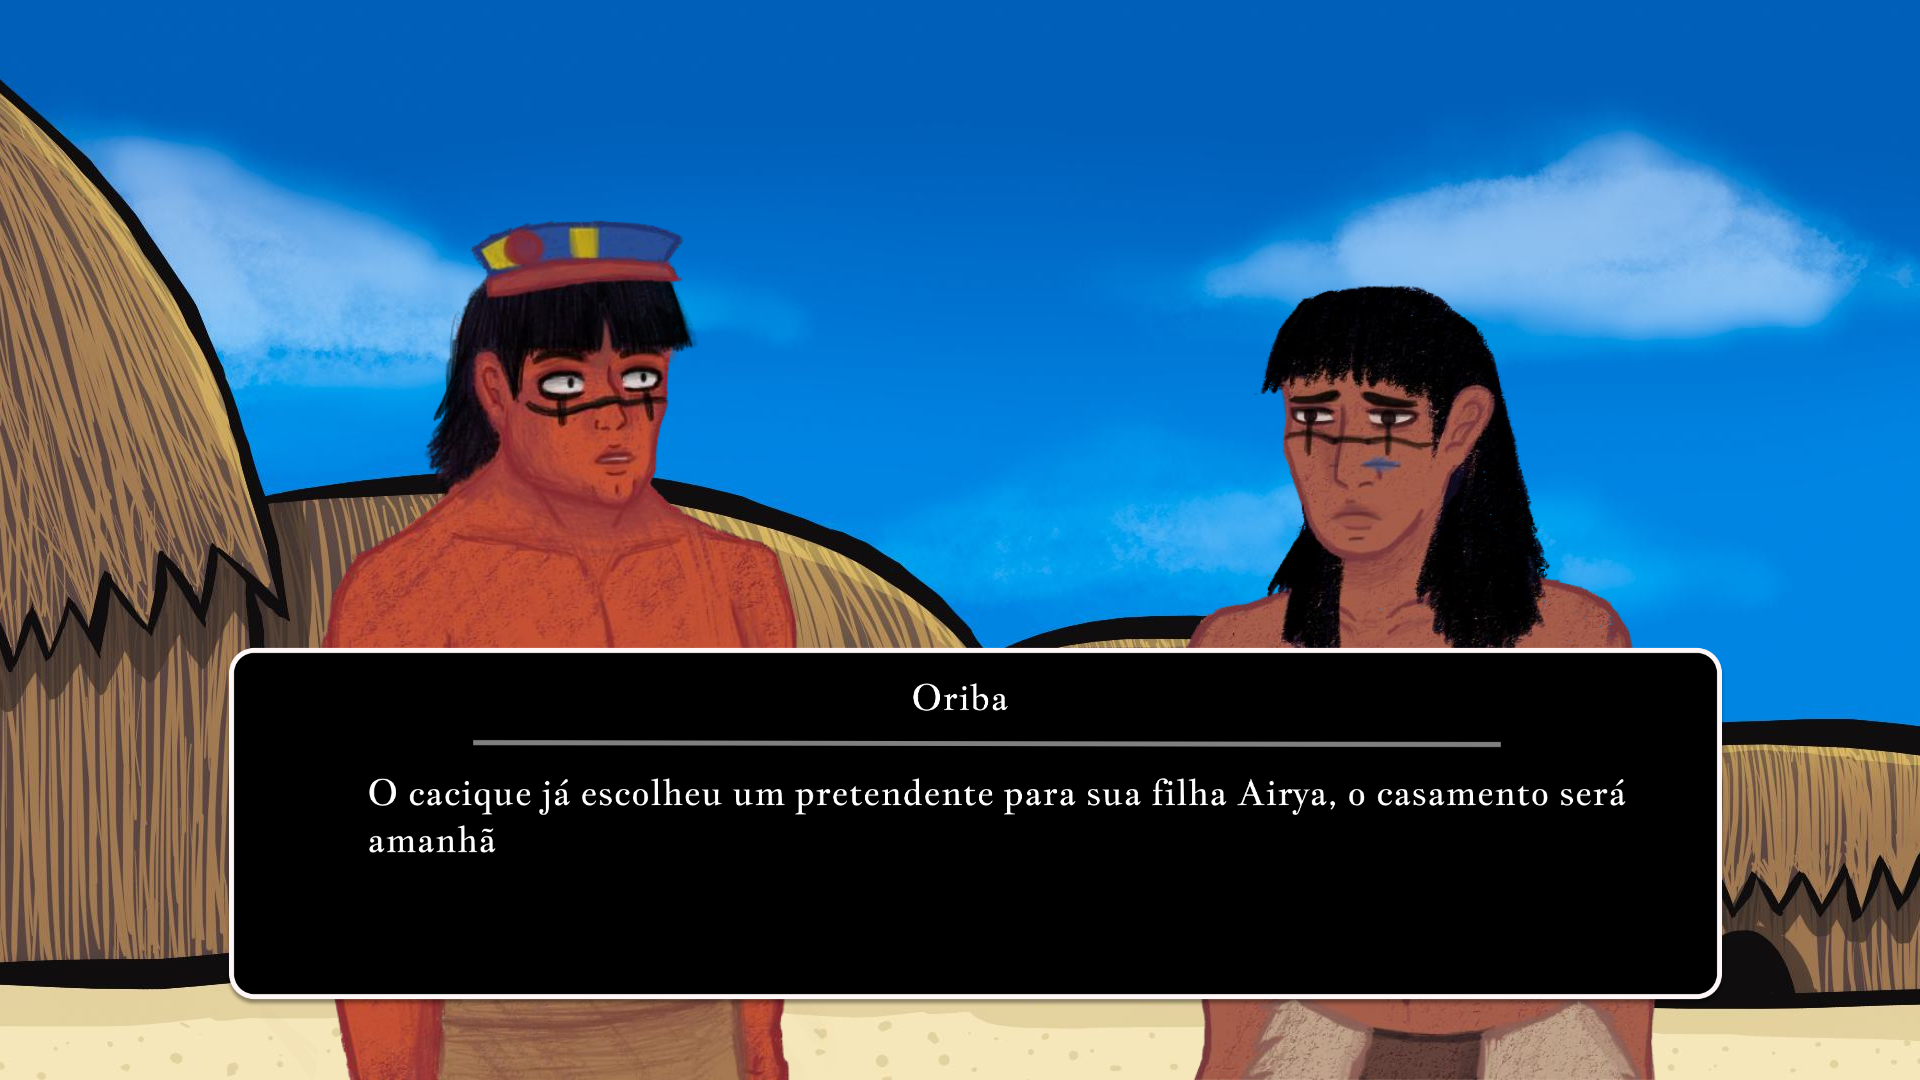 Oriba
O cacique já escolheu um pretendente para sua filha Airya, o casamento será
amanhã